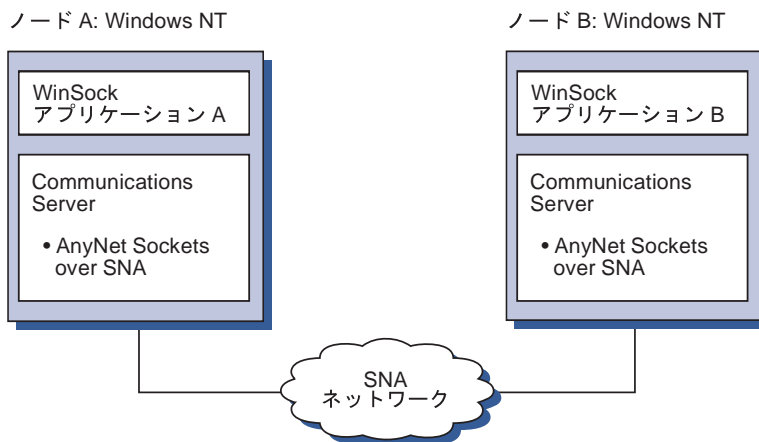 ノード A: Windows NT
WinSock
アプリケーション A
Communications
Server
• AnyNet Sockets
over SNA
ノード B: Windows NT
WinSock
アプリケーション B
Communications
Server
• AnyNet Sockets
over SNA
SNA
ネットワーク